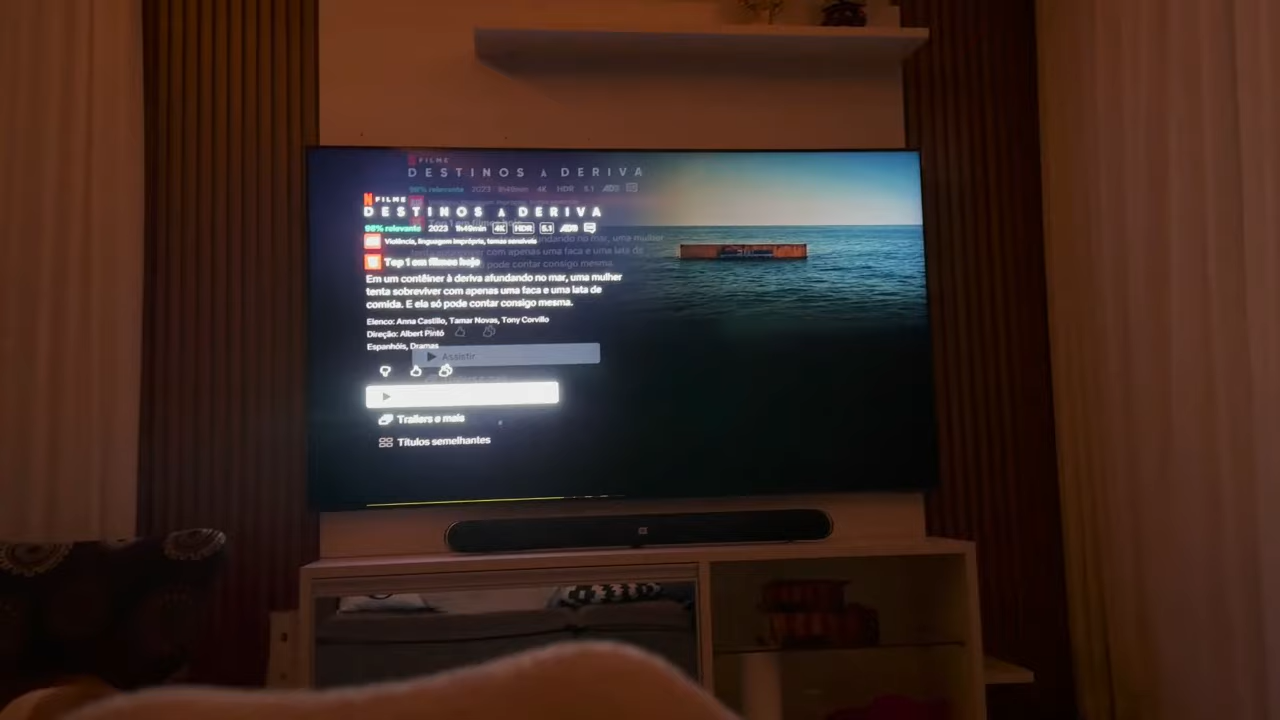 N FILME
DESTINOS À DERIVA
98% relevante 2023 1h49min 4K HDR 5.1 AD))
Violência, linguagem imprópria, temas sensíveis
Top 1 em filmes hoje
Em um contêiner à deriva afundando no mar, uma mulher
tenta sobreviver com apenas uma faca e uma lata de
comida. E ela só pode contar consigo mesma.
Elenco: Anna Castillo, Tamar Novas, Tony Corvillo
Direção: Albert Pintó
Espanhóis, Dramas
Assistir
Trailers e mais
Títulos semelhantes